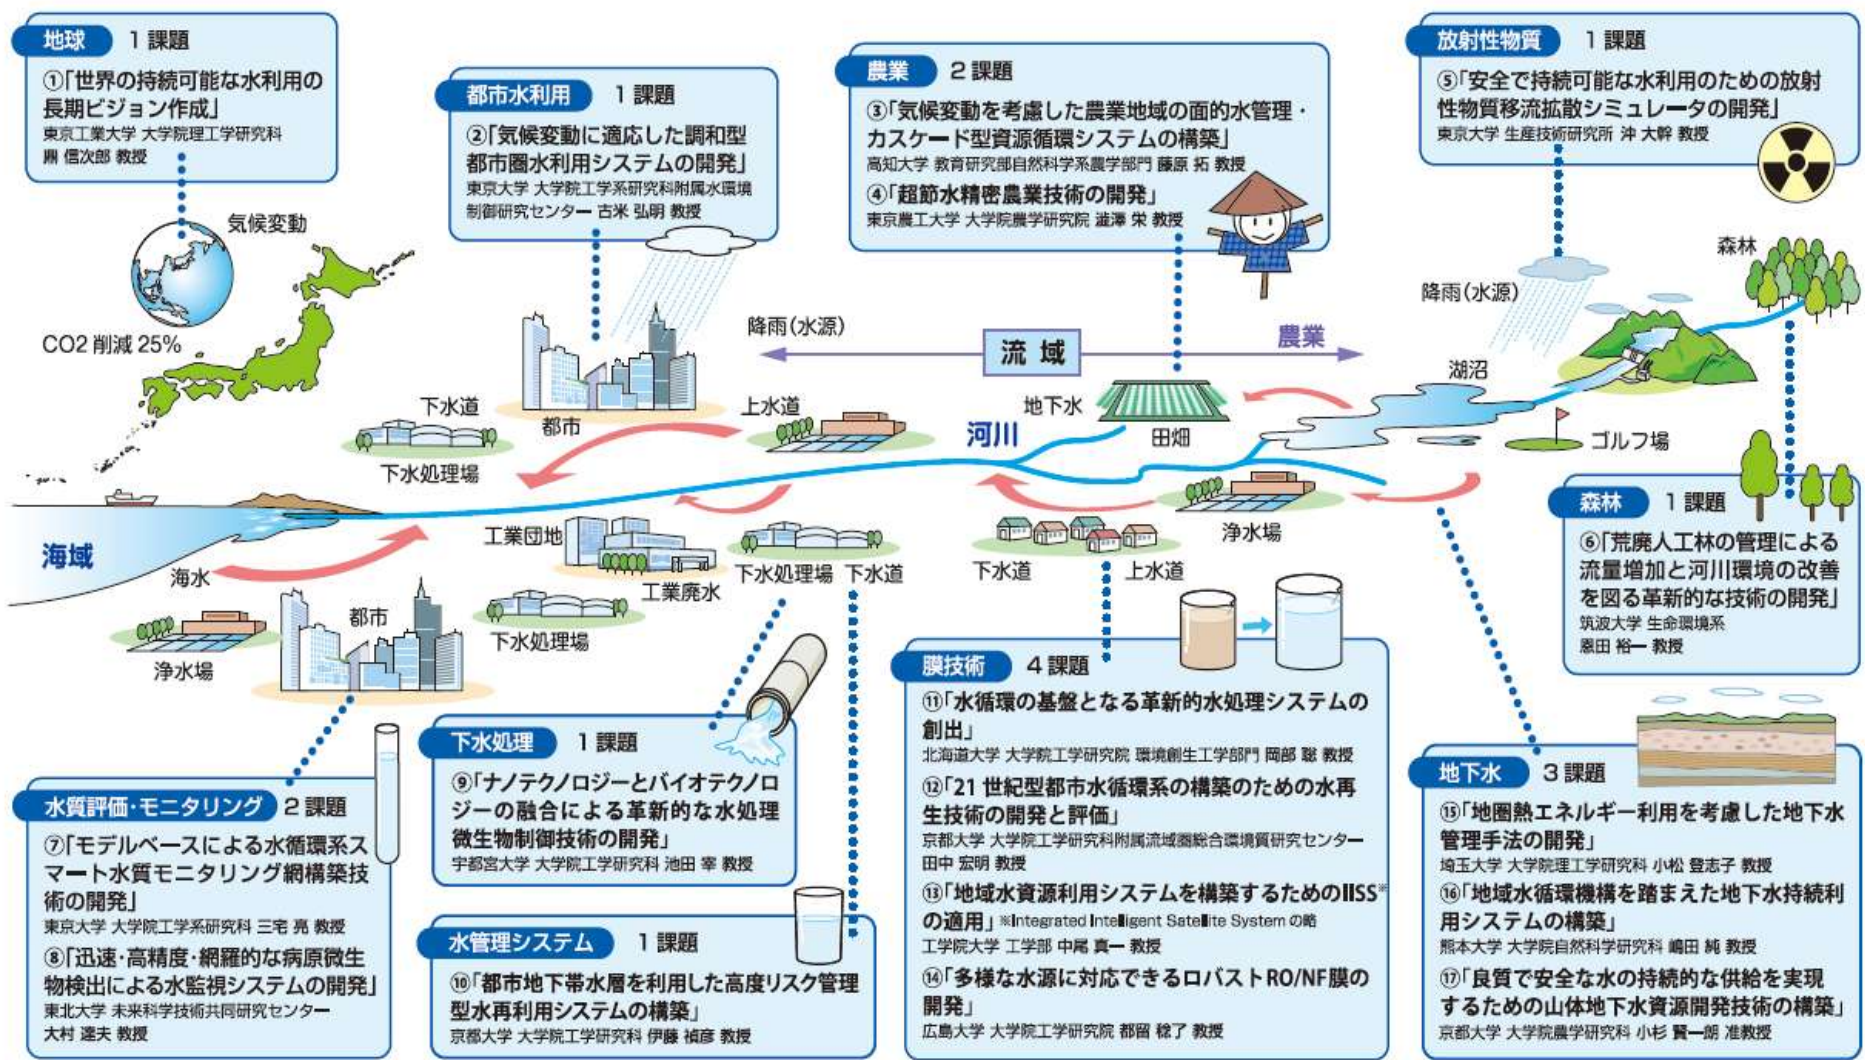 地球 1課題
①「世界の持続可能な水利用の
長期ビジョン作成」
東京工業大学 大学院理工学研究科
鼎 信次郎 教授
気候変動
CO2 削減 25%
都市水利用 1課題
②「気候変動に適応した調和型
都市圏水利用システムの開発」
東京大学 大学院工学系研究科附属水環境
制御研究センター 古米 弘明 教授
農業 2課題
③「気候変動を考慮した農業地域の面的水管理・
カスケード型資源循環システムの構築」
高知大学 教育研究部自然科学系農学部門 藤原 拓 教授
④「超節水精密農業技術の開発」
東京農工大学 大学院農学研究院 澁澤 栄 教授
放射性物質 1課題
⑤「安全で持続可能な水利用のための放射
性物質移流拡散シミュレータの開発」
東京大学 生産技術研究所 沖 大幹 教授
森林
降雨(水源)
降雨(水源)
流域
農業
湖沼
下水道
都市
上水道
地下水
田畑
河川
ゴルフ場
下水処理場
海域
海水
工業団地
工業廃水
下水処理場
下水道
下水道
上水道
浄水場
都市
下水処理場
浄水場
森林 1課題
⑥「荒廃人工林の管理による
流量増加と河川環境の改善
を図る革新的な技術の開発」
筑波大学 生命環境系
恩田 裕一 教授
水質評価・モニタリング 2課題
⑦「モデルベースによる水循環系ス
マート水質モニタリング網構築技
術の開発」
東京大学 大学院工学系研究科 三宅 亮 教授
⑧「迅速・高精度・網羅的な病原微生
物検出による水監視システムの開発」
東北大学 未来科学技術共同研究センター
大村 達夫 教授
下水処理 1課題
⑨「ナノテクノロジーとバイオテクノロ
ジーの融合による革新的な水処理
微生物制御技術の開発」
宇都宮大学 大学院工学研究科 池田 宰 教授
水管理システム 1課題
⑩「都市地下帯水層を利用した高度リスク管理
型水再利用システムの構築」
京都大学 大学院工学研究科 伊藤 禎彦 教授
膜技術 4課題
⑪「水循環の基盤となる革新的水処理システムの
創出」
北海道大学 大学院工学研究院 環境創生工学部門 岡部 聡 教授
⑫「21世紀型都市水循環系の構築のための水再
生技術の開発と評価」
京都大学 大学院工学研究科附属流域圏総合環境質研究センター
田中 宏明 教授
⑬「地域水資源利用システムを構築するためのIISS※
の適用」※Integrated Intelligent Satellite System の略
工学院大学 工学部 中尾 真一 教授
⑭「多様な水源に対応できるロバストRO/NF膜の
開発」
広島大学 大学院工学研究院 都留 稔了 教授
地下水 3課題
⑮「地圏熱エネルギー利用を考慮した地下水
管理手法の開発」
埼玉大学 大学院理工学研究科 小松 登志子 教授
⑯「地域水循環機構を踏まえた地下水持続利
用システムの構築」
熊本大学 大学院自然科学研究科 嶋田 純 教授
⑰「良質で安全な水の持続的な供給を実現
するための山体地下水資源開発技術の構築」
京都大学 大学院農学研究科 小杉 賢一朗 准教授